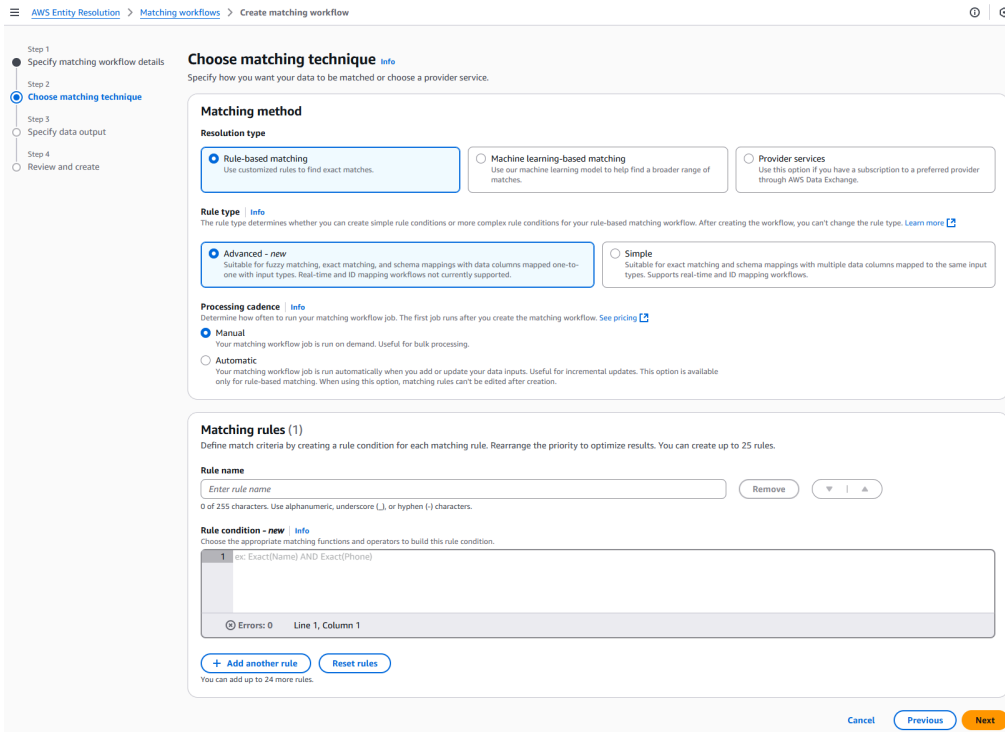 AWS Entity Resolution > Matching workflows > Create matching workflow
Step 1
Specify matching workflow details
Step 2
Choose matching technique
Step 3
Specify data output
Step 4
Review and create
Choose matching technique Info
Specify how you want your data to be matched or choose a provider service.
Matching method
Resolution type
Rule-based matching
Use customized rules to find exact matches.
Machine learning-based matching
Use our machine learning model to help find a broader range of
matches.
Provider services
Use this option if you have a subscription to a preferred provider
through AWS Data Exchange.
Rule type | Info
The rule type determines whether you can create simple rule conditions or more complex rule conditions for your rule-based matching workflow. After creating the workflow, you can't change the rule type. Learn more
Advanced - new
Suitable for fuzzy matching, exact matching, and schema mappings with data columns mapped one-to-
one with input types. Real-time and ID mapping workflows not currently supported.
Simple
Suitable for exact matching and schema mappings with multiple data columns mapped to the same input
types. Supports real-time and ID mapping workflows.
Processing cadence | Info
Determine how often to run your matching workflow job. The first job runs after you create the matching workflow. See pricing
Manual
Your matching workflow job is run on demand. Useful for bulk processing.
Automatic
Your matching workflow job is run automatically when you add or update your data inputs. Useful for incremental updates. This option is available
only for rule-based matching. When using this option, matching rules can't be edited after creation.
Matching rules (1)
Define match criteria by creating a rule condition for each matching rule. Rearrange the priority to optimize results. You can create up to 25 rules.
Rule name
Enter rule name
Remove
0 of 255 characters. Use alphanumeric, underscore (_), or hyphen (-) characters.
Rule condition - new | Info
Choose the appropriate matching functions and operators to build this rule condition.
1 ex: Exact(Name) AND Exact(Phone)
Errors: 0 Line 1, Column 1
+ Add another rule Reset rules
You can add up to 24 more rules.
Cancel Previous Next